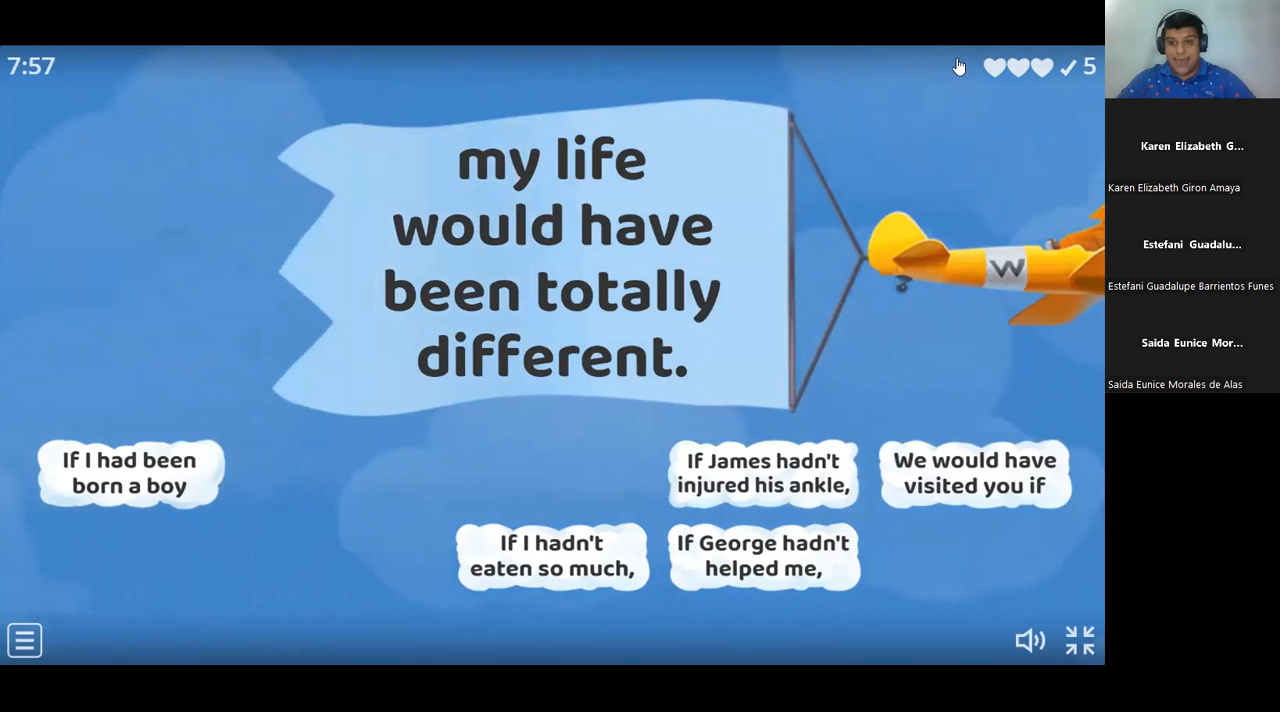 7:57
5
my life
would have
been totally
different.
W
If I had been
born a boy
If James hadn't
injured his ankle,
We would have
visited you if
If I hadn't
eaten so much,
If George hadn't
helped me,
Karen Elizabeth G...
Karen Elizabeth Giron Amaya
Estefani Guadalu...
Estefani Guadalupe Barrientos Funes
Saida Eunice Mor...
Saida Eunice Morales de Alas